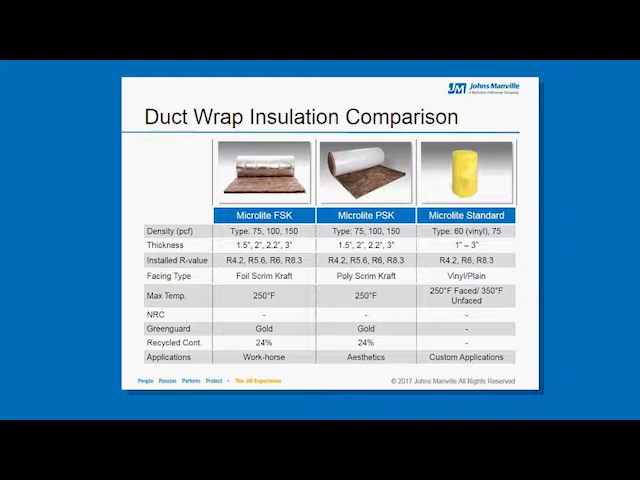 JM Johns Manville
A Berkshire Hathaway Company
Duct Wrap Insulation Comparison
Microlite FSK Microlite PSK Microlite Standard
Density (pcf) Type: 75, 100, 150 Type: 75, 100, 150 Type: 60 (vinyl), 75
Thickness 1.5", 2", 2.2", 3" 1.5", 2", 2.2", 3" 1" – 3"
Installed R-value R4.2, R5.6, R6, R8.3 R4.2, R5.6, R6, R8.3 R4.2, R6, R8.3
Facing Type Foil Scrim Kraft Poly Scrim Kraft Vinyl/Plain
Max Temp. 250°F 250°F 250°F Faced/ 350°F
Unfaced
NRC - - -
Greenguard Gold Gold -
Recycled Cont. 24% 24% -
Applications Work-horse Aesthetics Custom Applications
People Passion Perform Protect • The JM Experience © 2017 Johns Manville All Rights Reserved